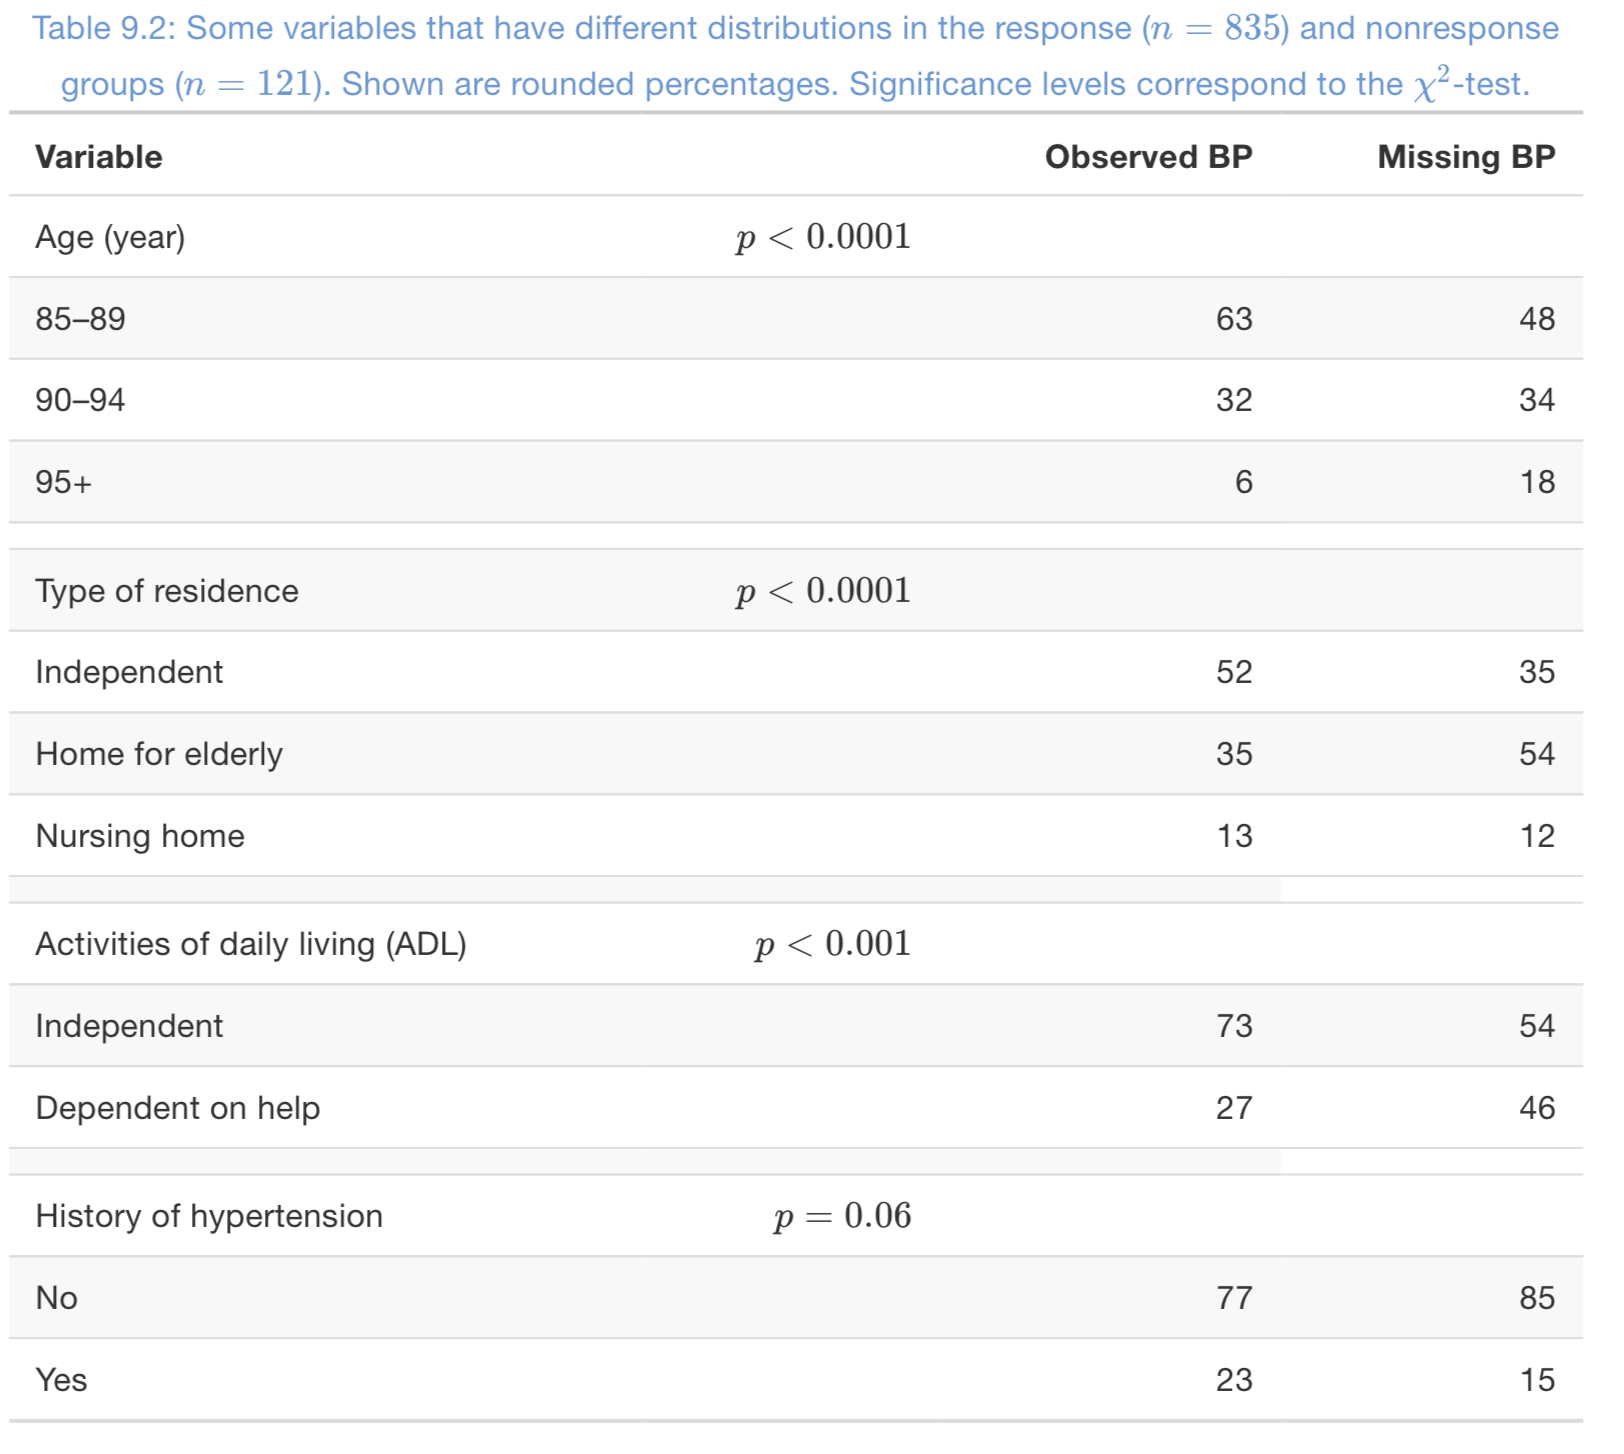 Table 9.2: Some variables that have different distributions in the response (n = 835) and nonresponse
groups (n = 121). Shown are rounded percentages. Significance levels correspond to the χ²-test.
Variable Observed BP Missing BP
Age (year) p < 0.0001
85–89 63 48
90–94 32 34
95+ 6 18
Type of residence p < 0.0001
Independent 52 35
Home for elderly 35 54
Nursing home 13 12
Activities of daily living (ADL) p < 0.001
Independent 73 54
Dependent on help 27 46
History of hypertension p = 0.06
No 77 85
Yes 23 15